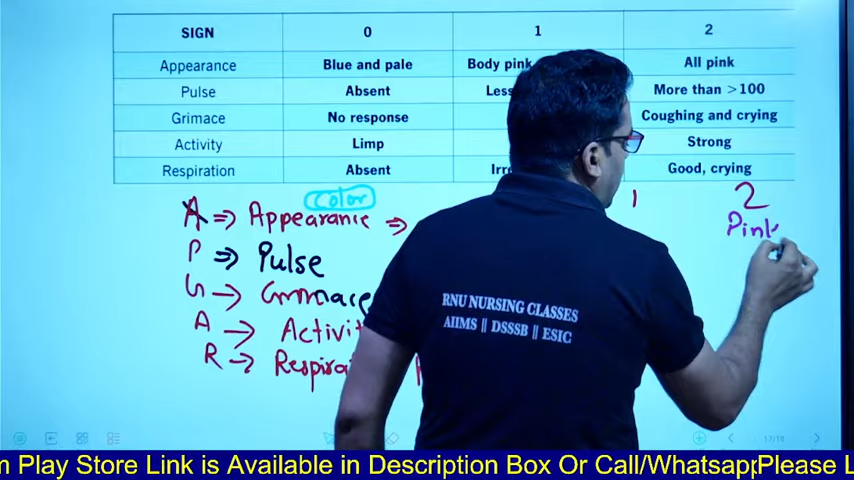 SIGN 0 1 2
Appearance Blue and pale Body pink All pink
Pulse Absent More than >100
Grimace No response Coughing and crying
Activity Limp Strong
Respiration Absent Good, crying
Color
A ⇒ Appearance ⇒ 1 2
Pink
P ⇒ Pulse
G → Grimace
A → Activit
R →
RNU NURSING CLASSES
AIIMS || DSSSB || ESIC
17/18
m Play Store Link is Available in Description Box Or Call/Whatsapp Please L